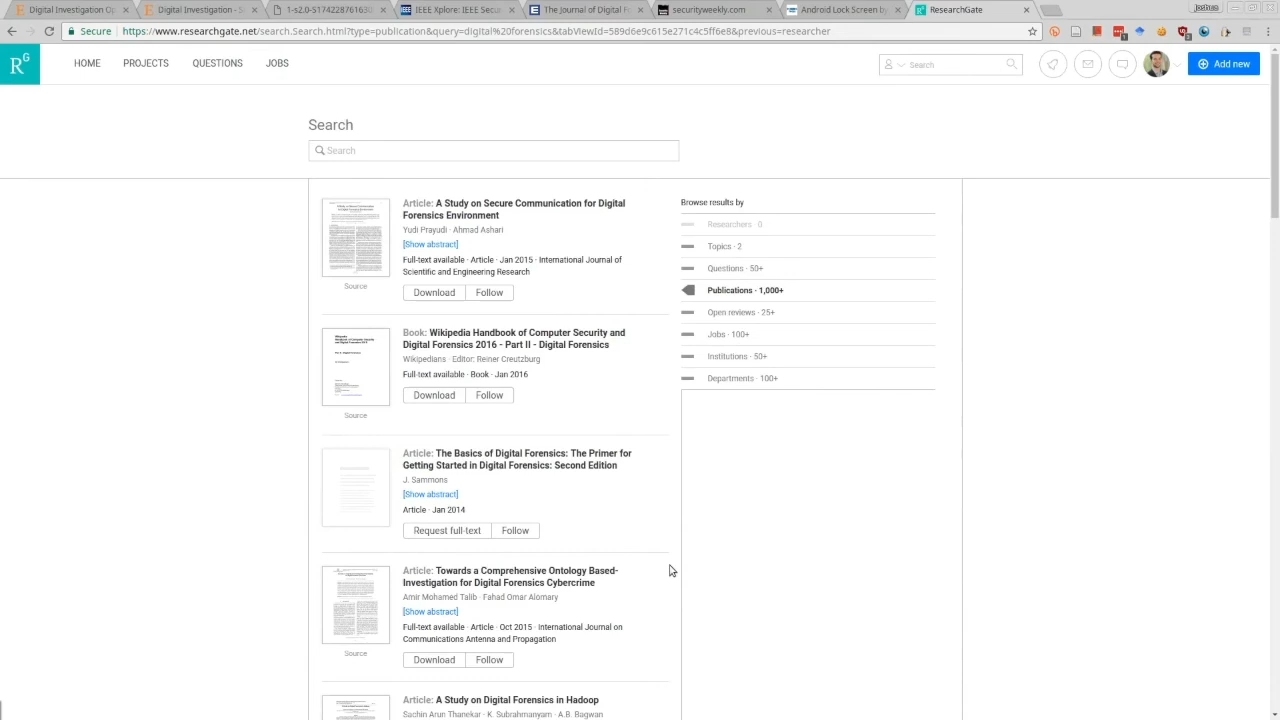 Digital Investigation Op
Digital Investigation - S
1-s2.0-S174228761630
IEEE Xplore: IEEE Secur
The Journal of Digital Fo
securityweekly.com
Android Lock Screen by
ResearchGate
Secure
https://www.researchgate.net/search.Search.html?type=publication&query=digital%20forensics&tabViewId=589d6e9c615e271c4c5ff6e8&previous=researcher
RG
HOME
PROJECTS
QUESTIONS
JOBS
Search
Add new
Search
Search
Article: A Study on Secure Communication for Digital
Forensics Environment
Yudi Prayudi · Ahmad Ashari
[Show abstract]
Full-text available · Article · Jan 2015 · International Journal of
Scientific and Engineering Research
Source
Download
Follow
Book: Wikipedia Handbook of Computer Security and
Digital Forensics 2016 - Part II - Digital Forensics
Wikipedians · Editor: Reiner Creutzburg
Full-text available · Book · Jan 2016
Download
Follow
Source
Article: The Basics of Digital Forensics: The Primer for
Getting Started in Digital Forensics: Second Edition
J. Sammons
[Show abstract]
Article · Jan 2014
Request full-text
Follow
Article: Towards a Comprehensive Ontology Based-
Investigation for Digital Forensics Cybercrime
Amir Mohamed Talib · Fahad Omar Alomary
[Show abstract]
Full-text available · Article · Oct 2015 · International Journal on
Communications Antenna and Propagation
Source
Download
Follow
Article: A Study on Digital Forensics in Hadoop
Sachin Arun Thanekar · K. · A.B. Bagwan
Browse results by
Researchers · 0
Topics · 2
Questions · 50+
Publications · 1,000+
Open reviews · 25+
Jobs · 100+
Institutions · 50+
Departments · 100+